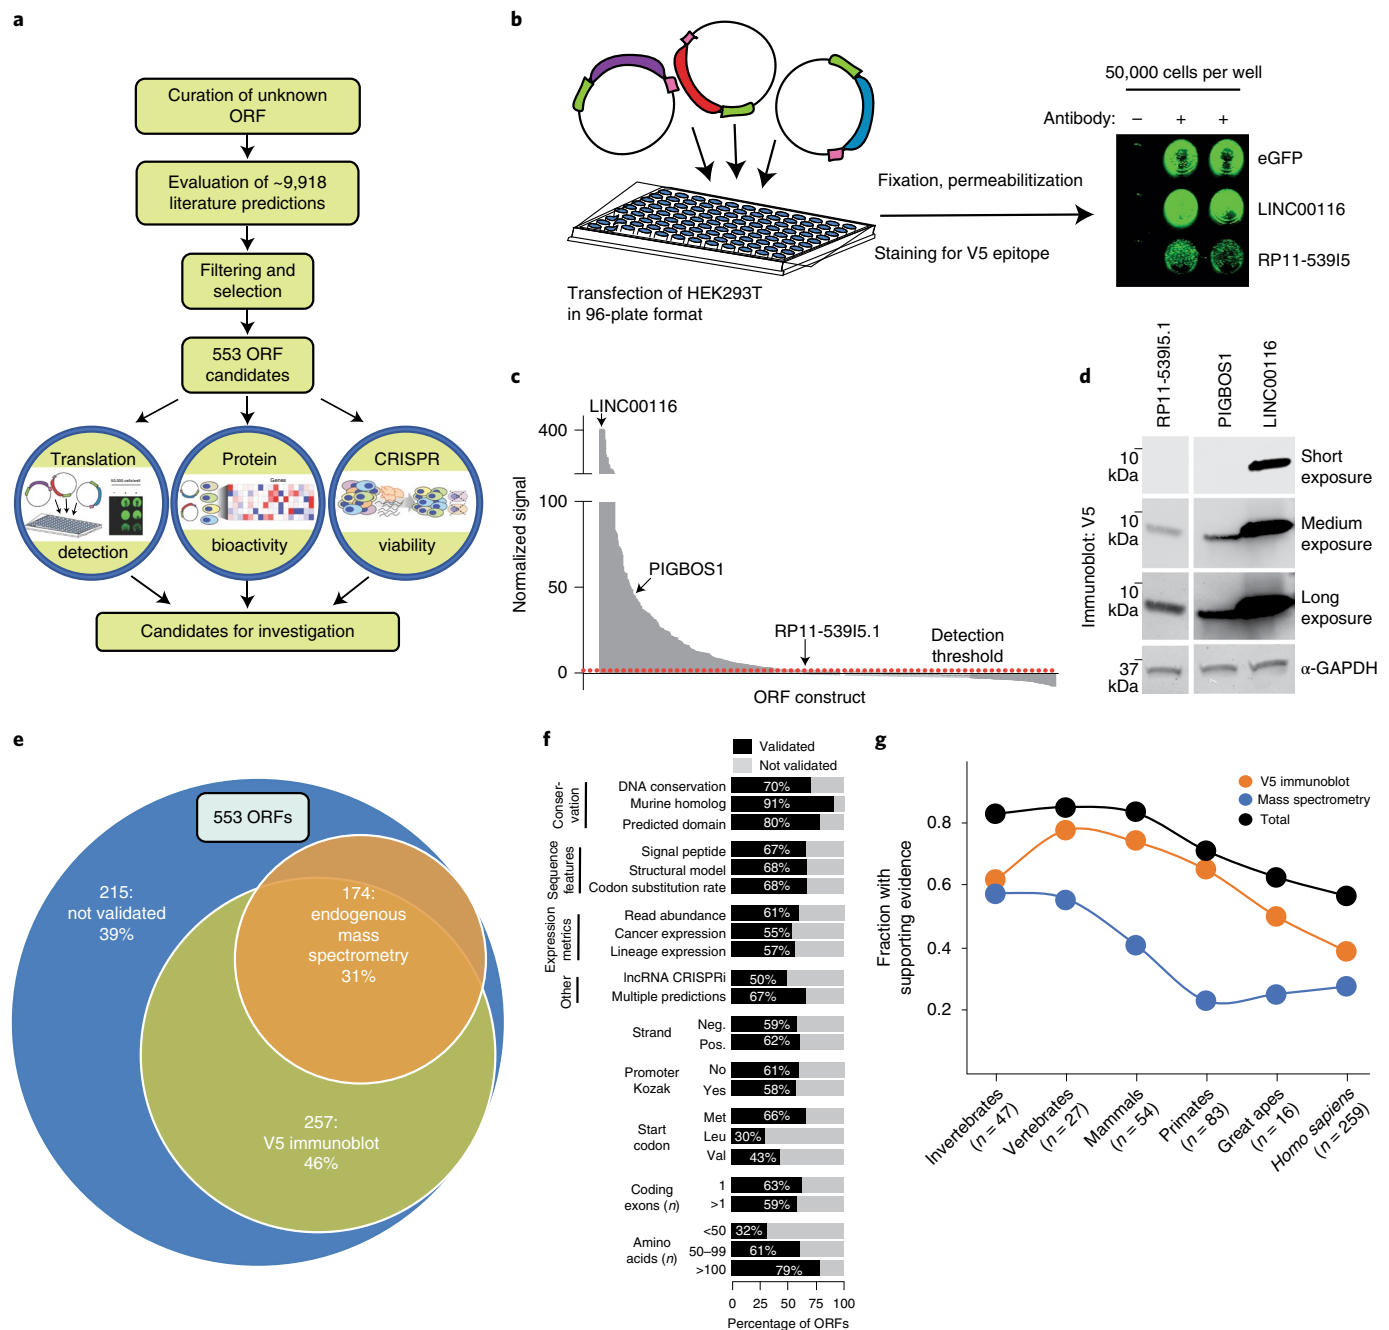 a
Curation of unknown
ORF
Evaluation of ~9,918
literature predictions
Filtering and
selection
553 ORF
candidates
Translation
detection
Protein
Genes
bioactivity
CRISPR
viability
Candidates for investigation
b
Transfection of HEK293T
in 96-plate format
Fixation, permeabilitization
Staining for V5 epitope
50,000 cells per well
Antibody: – + +
eGFP
LINC00116
RP11-539I5
c
Normalized signal
400
100
50
0
LINC00116
PIGBOS1
RP11-539I5.1
Detection
threshold
ORF construct
d
RP11-539I5.1
PIGBOS1
LINC00116
Immunoblot: V5
10
kDa
Short
exposure
10
kDa
Medium
exposure
10
kDa
Long
exposure
37
kDa
α-GAPDH
e
553 ORFs
215:
not validated
39%
174:
endogenous
mass
spectrometry
31%
257:
V5 immunoblot
46%
f
Validated
Not validated
Conser-
vation
DNA conservation 70%
Murine homolog 91%
Predicted domain 80%
Sequence
features
Signal peptide 67%
Structural model 68%
Codon substitution rate 68%
Expression
metrics
Read abundance 61%
Cancer expression 55%
Lineage expression 57%
Other
lncRNA CRISPRi 50%
Multiple predictions 67%
Strand
Neg. 59%
Pos. 62%
Promoter
Kozak
No 61%
Yes 58%
Start
codon
Met 66%
Leu 30%
Val 43%
Coding
exons (n)
1 63%
>1 59%
Amino
acids (n)
<50 32%
50–99 61%
>100 79%
0 25 50 75 100
Percentage of ORFs
g
V5 immunoblot
Mass spectrometry
Total
Fraction with
supporting evidence
0.8
0.6
0.4
0.2
Invertebrates
(n = 47)
Vertebrates
(n = 27)
Mammals
(n = 54)
Primates
(n = 83)
Great apes
(n = 16)
Homo sapiens
(n = 259)